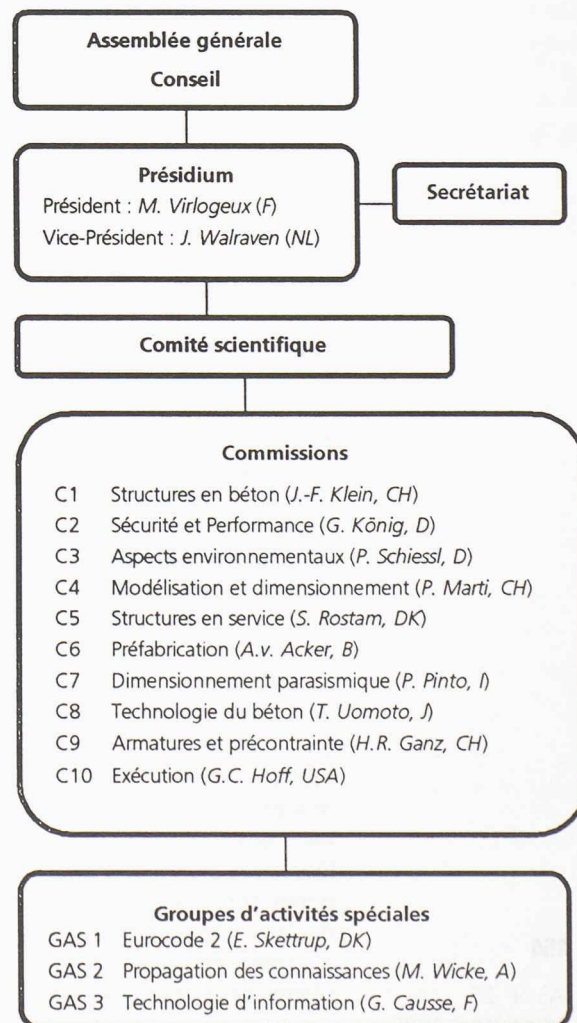 Assemblée générale
Conseil
Présidium
Président : M. Virlogeux (F)
Vice-Président : J. Walraven (NL)
Secrétariat
Comité scientifique
Commissions
C1 Structures en béton (J.-F. Klein, CH)
C2 Sécurité et Performance (G. König, D)
C3 Aspects environnementaux (P. Schiessl, D)
C4 Modélisation et dimensionnement (P. Marti, CH)
C5 Structures en service (S. Rostam, DK)
C6 Préfabrication (A.v. Acker, B)
C7 Dimensionnement parasismique (P. Pinto, I)
C8 Technologie du béton (T. Uomoto, J)
C9 Armatures et précontrainte (H.R. Ganz, CH)
C10 Exécution (G.C. Hoff, USA)
Groupes d'activités spéciales
GAS 1 Eurocode 2 (E. Skettrup, DK)
GAS 2 Propagation des connaissances (M. Wicke, A)
GAS 3 Technologie d'information (G. Causse, F)